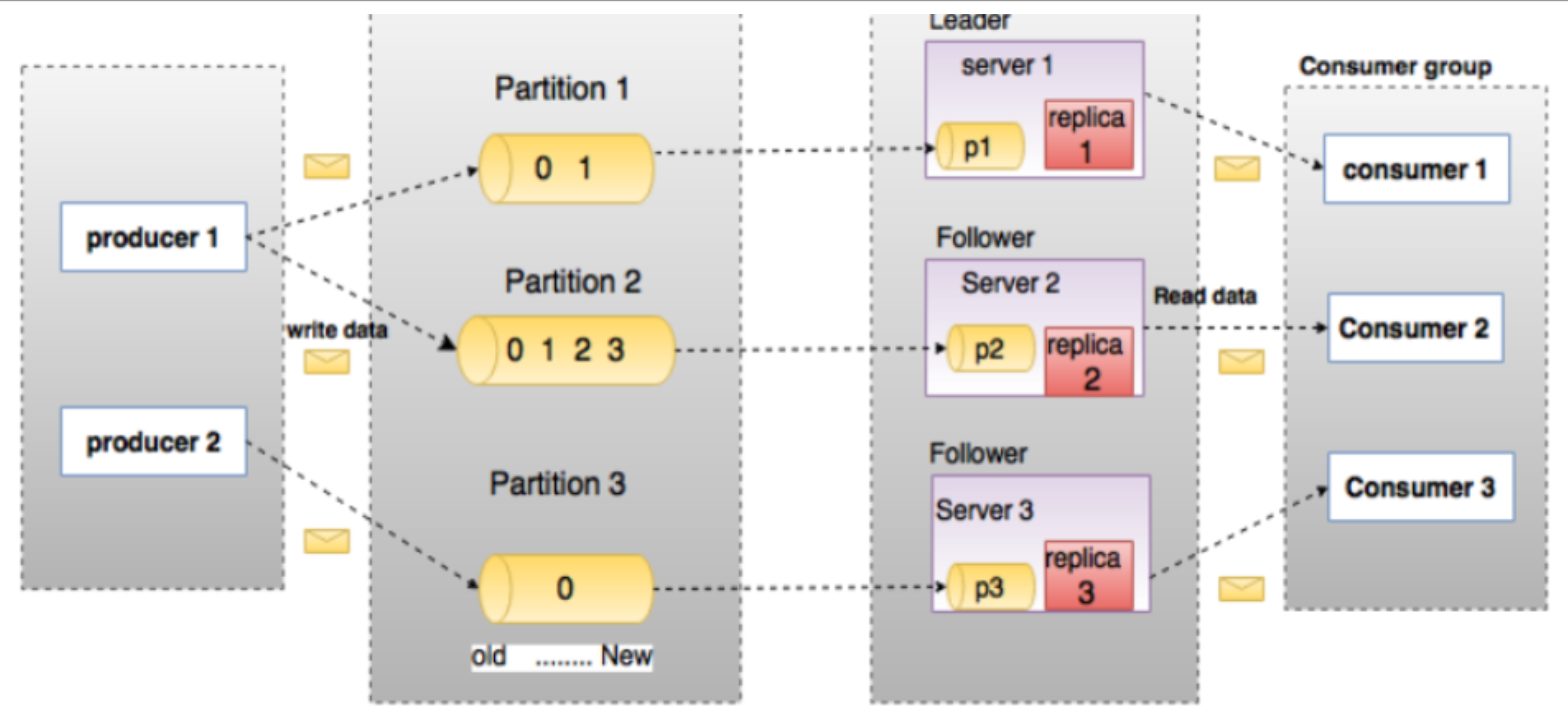 producer 1
producer 2
write data
Partition 1
0 1
Partition 2
0 1 2 3
Partition 3
0
old ........ New
Leader
server 1
p1
replica
1
Follower
Server 2
p2
replica
2
Follower
Server 3
p3
replica
3
Read data
Consumer group
consumer 1
Consumer 2
Consumer 3